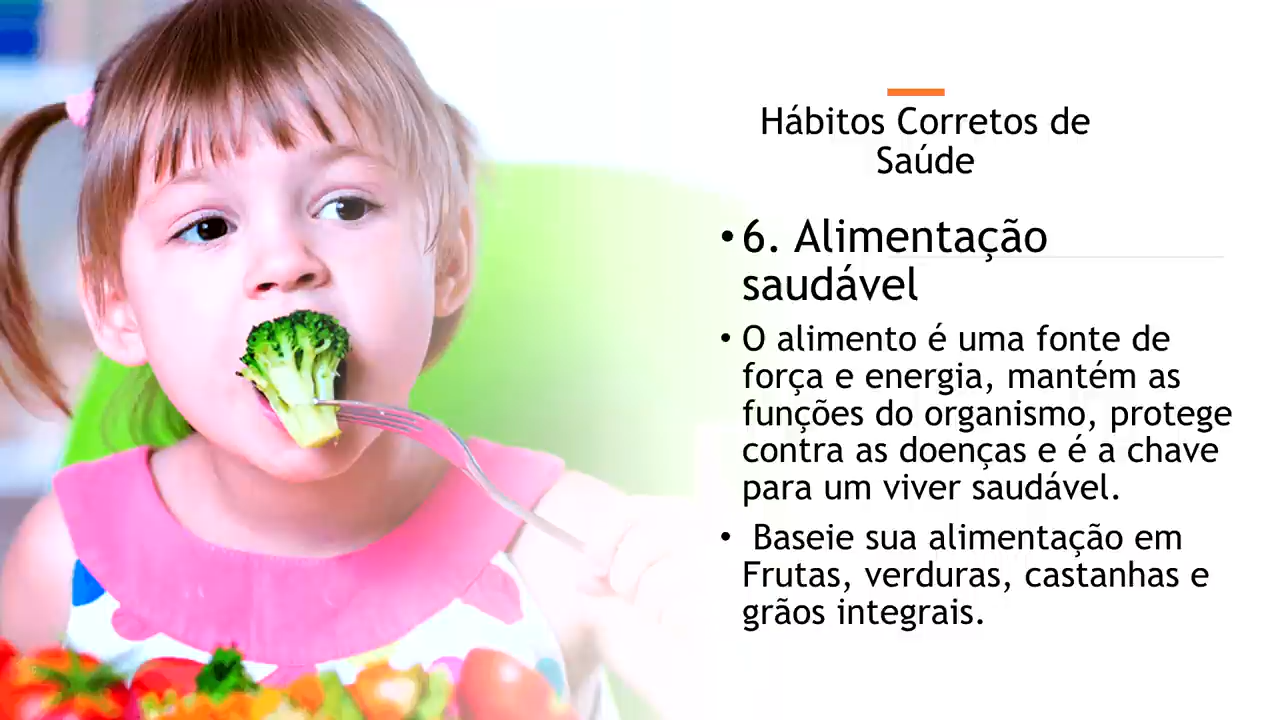 Hábitos Corretos de
Saúde
•6. Alimentação
saudável
• O alimento é uma fonte de
força e energia, mantém as
funções do organismo, protege
contra as doenças e é a chave
para um viver saudável.
• Baseie sua alimentação em
Frutas, verduras, castanhas e
grãos integrais.